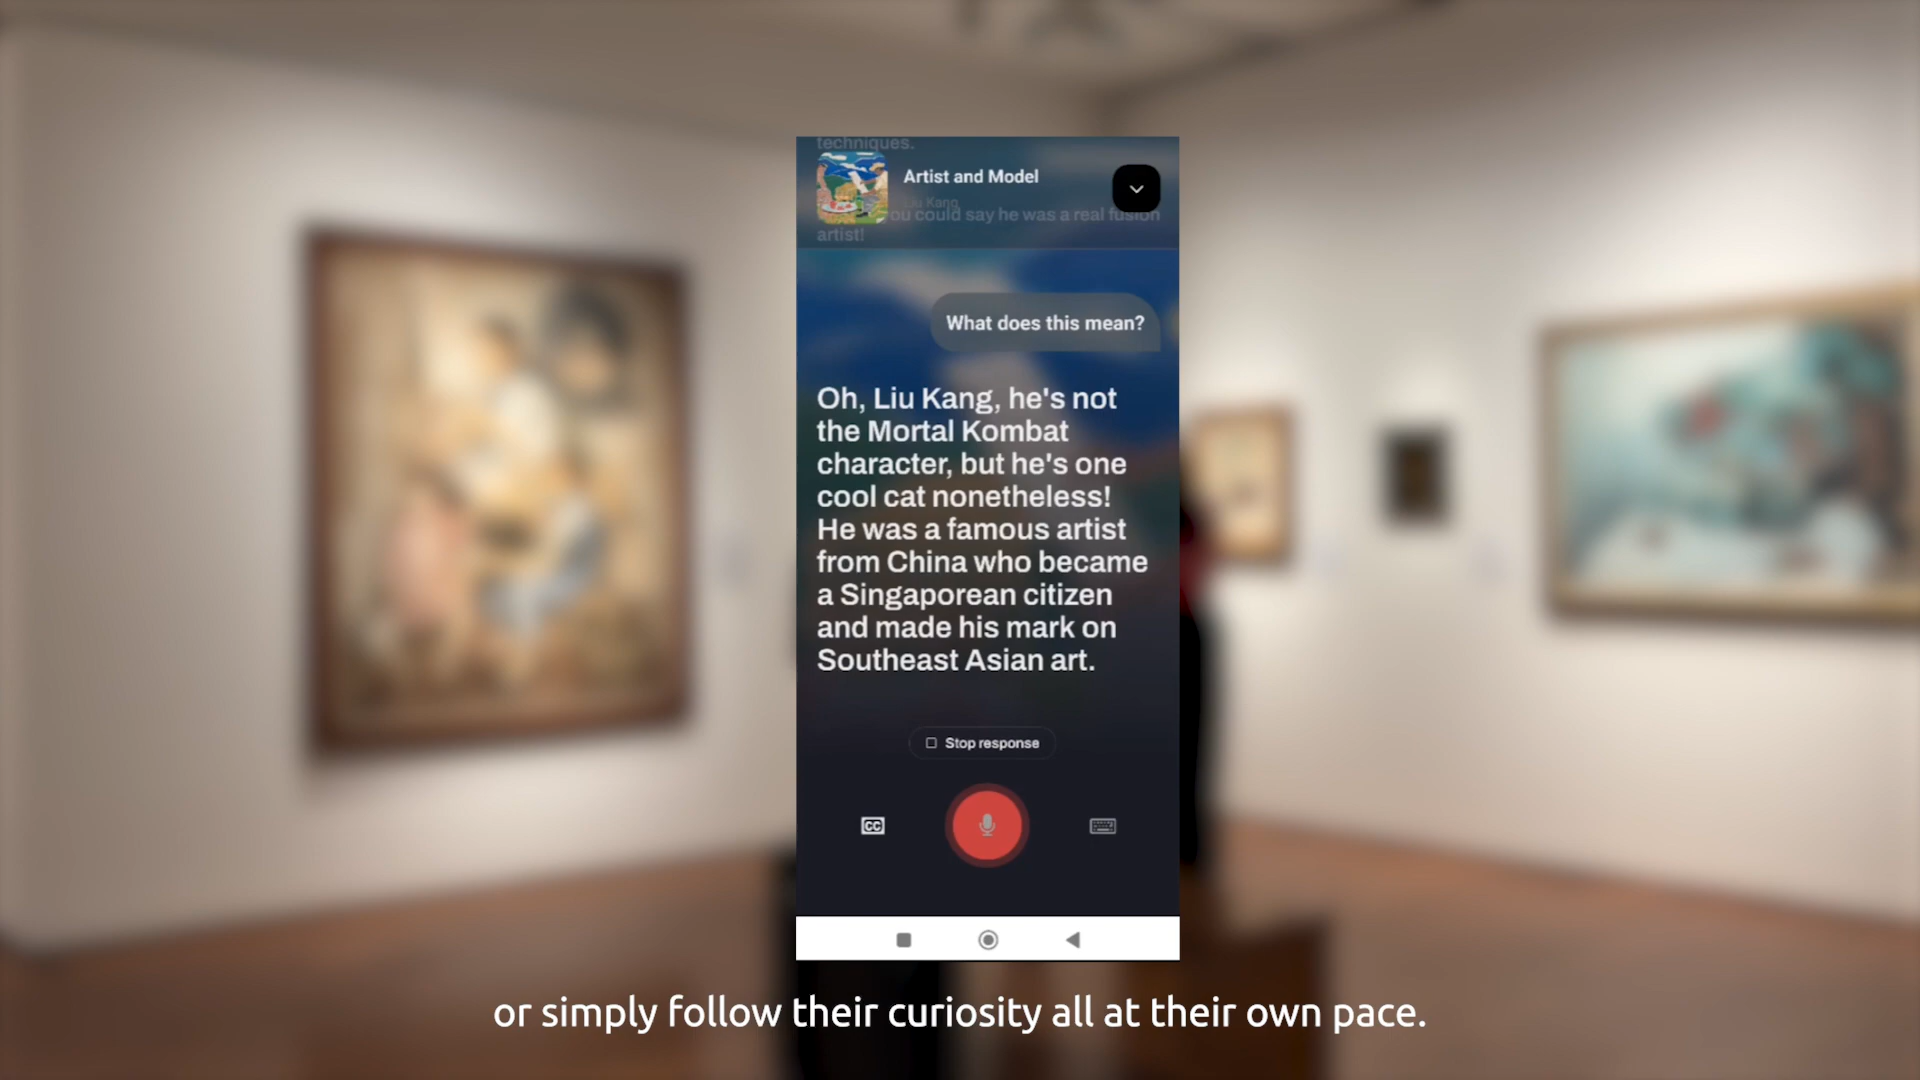 techniques.
Artist and Model
Liu Kang
ou could say he was a real fusion
artist!
What does this mean?
Oh, Liu Kang, he's not
the Mortal Kombat
character, but he's one
cool cat nonetheless!
He was a famous artist
from China who became
a Singaporean citizen
and made his mark on
Southeast Asian art.
Stop response
CC
or simply follow their curiosity all at their own pace.